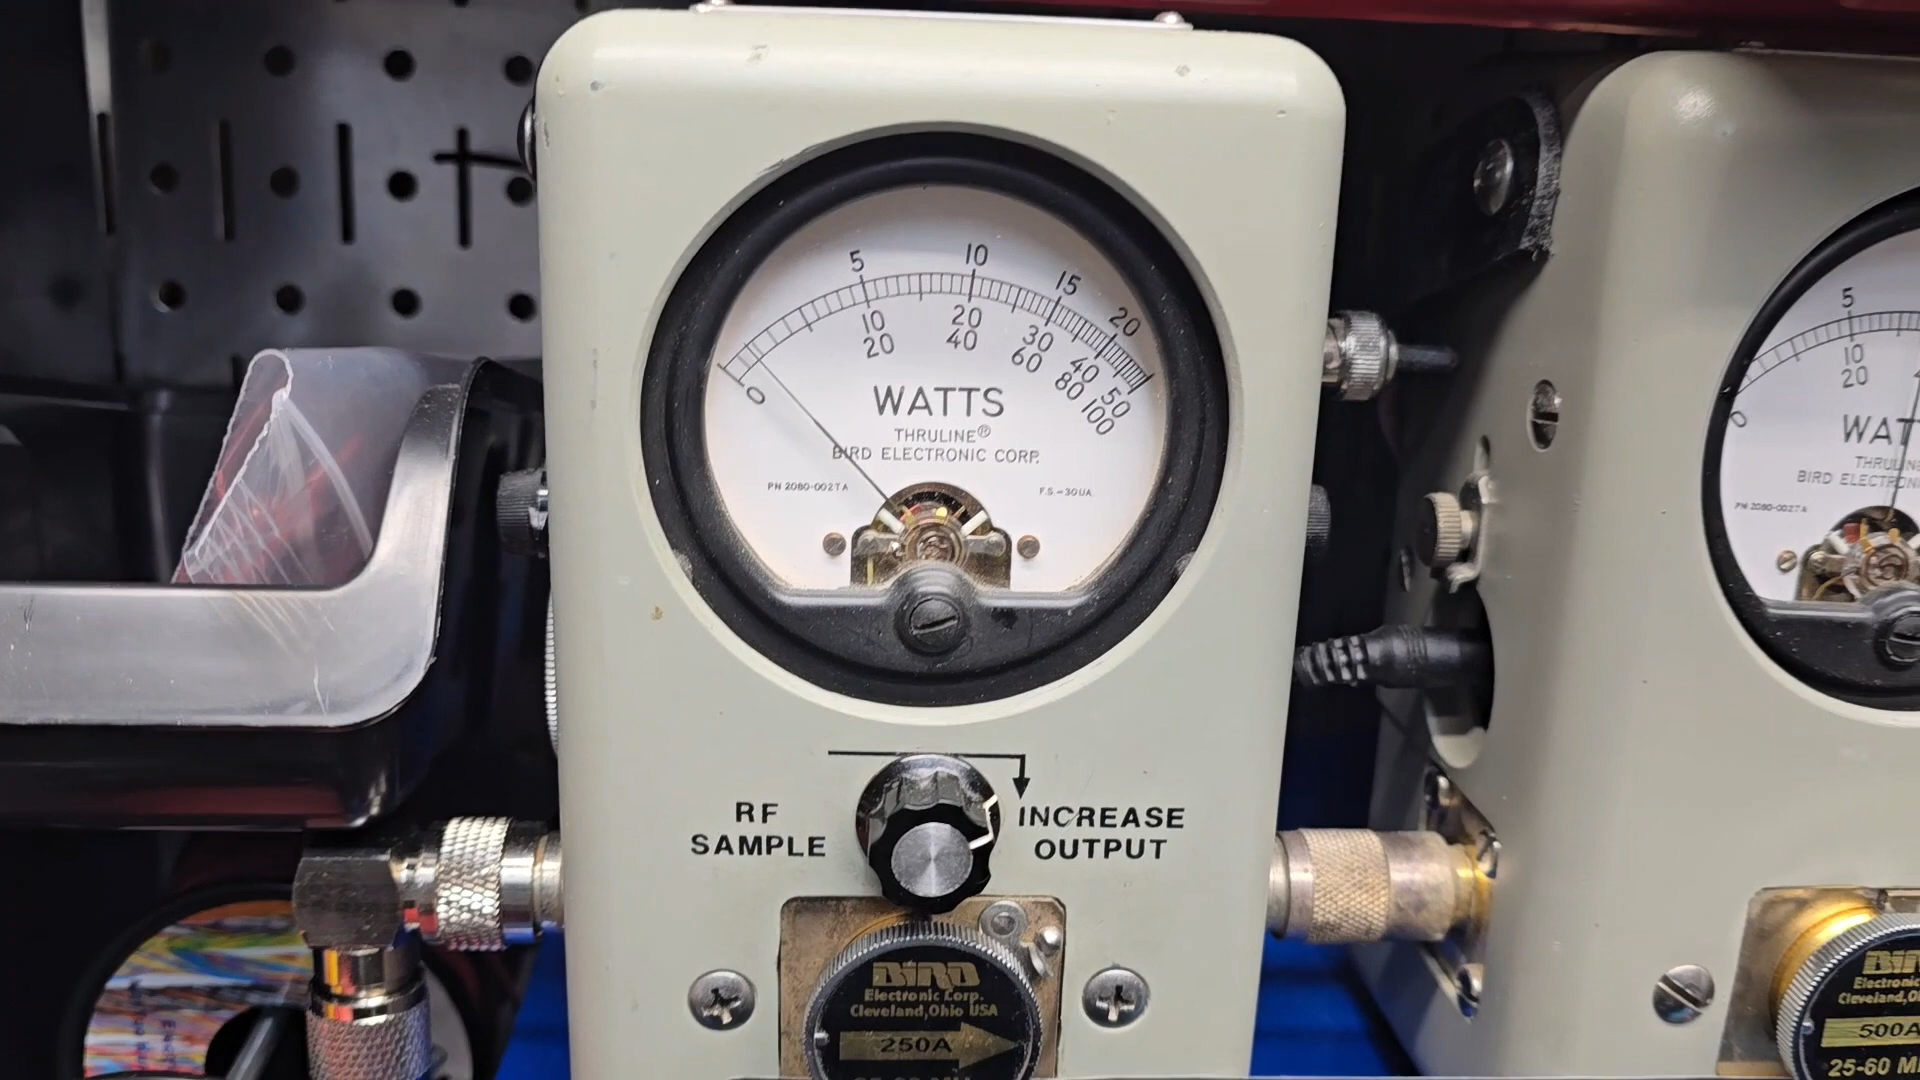 5 10 15 20
0 10 20 30 40 50
20 40 60 80 100
WATTS
THRULINE®
BIRD ELECTRONIC CORP.
PN 2080-002TA F.S.-30UA
RF
SAMPLE
INCREASE
OUTPUT
BIRD
Electronic Corp.
Cleveland, Ohio USA
250A
5
10
20
0
WAT
THRULINE
BIRD ELECTRON
PN 2080-002TA
Electronic
Cleveland, O
500A
25-60 M